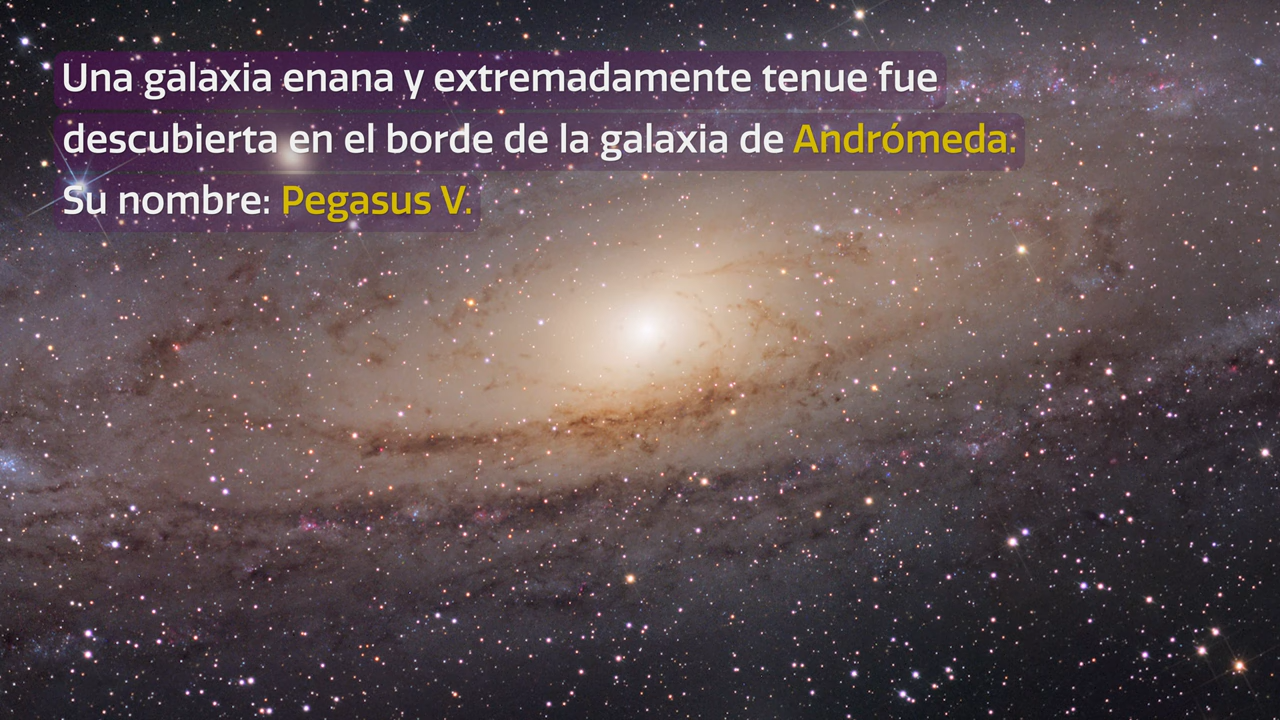 Una galaxia enana y extremadamente tenue fue
descubierta en el borde de la galaxia de Andrómeda.
Su nombre: Pegasus V.